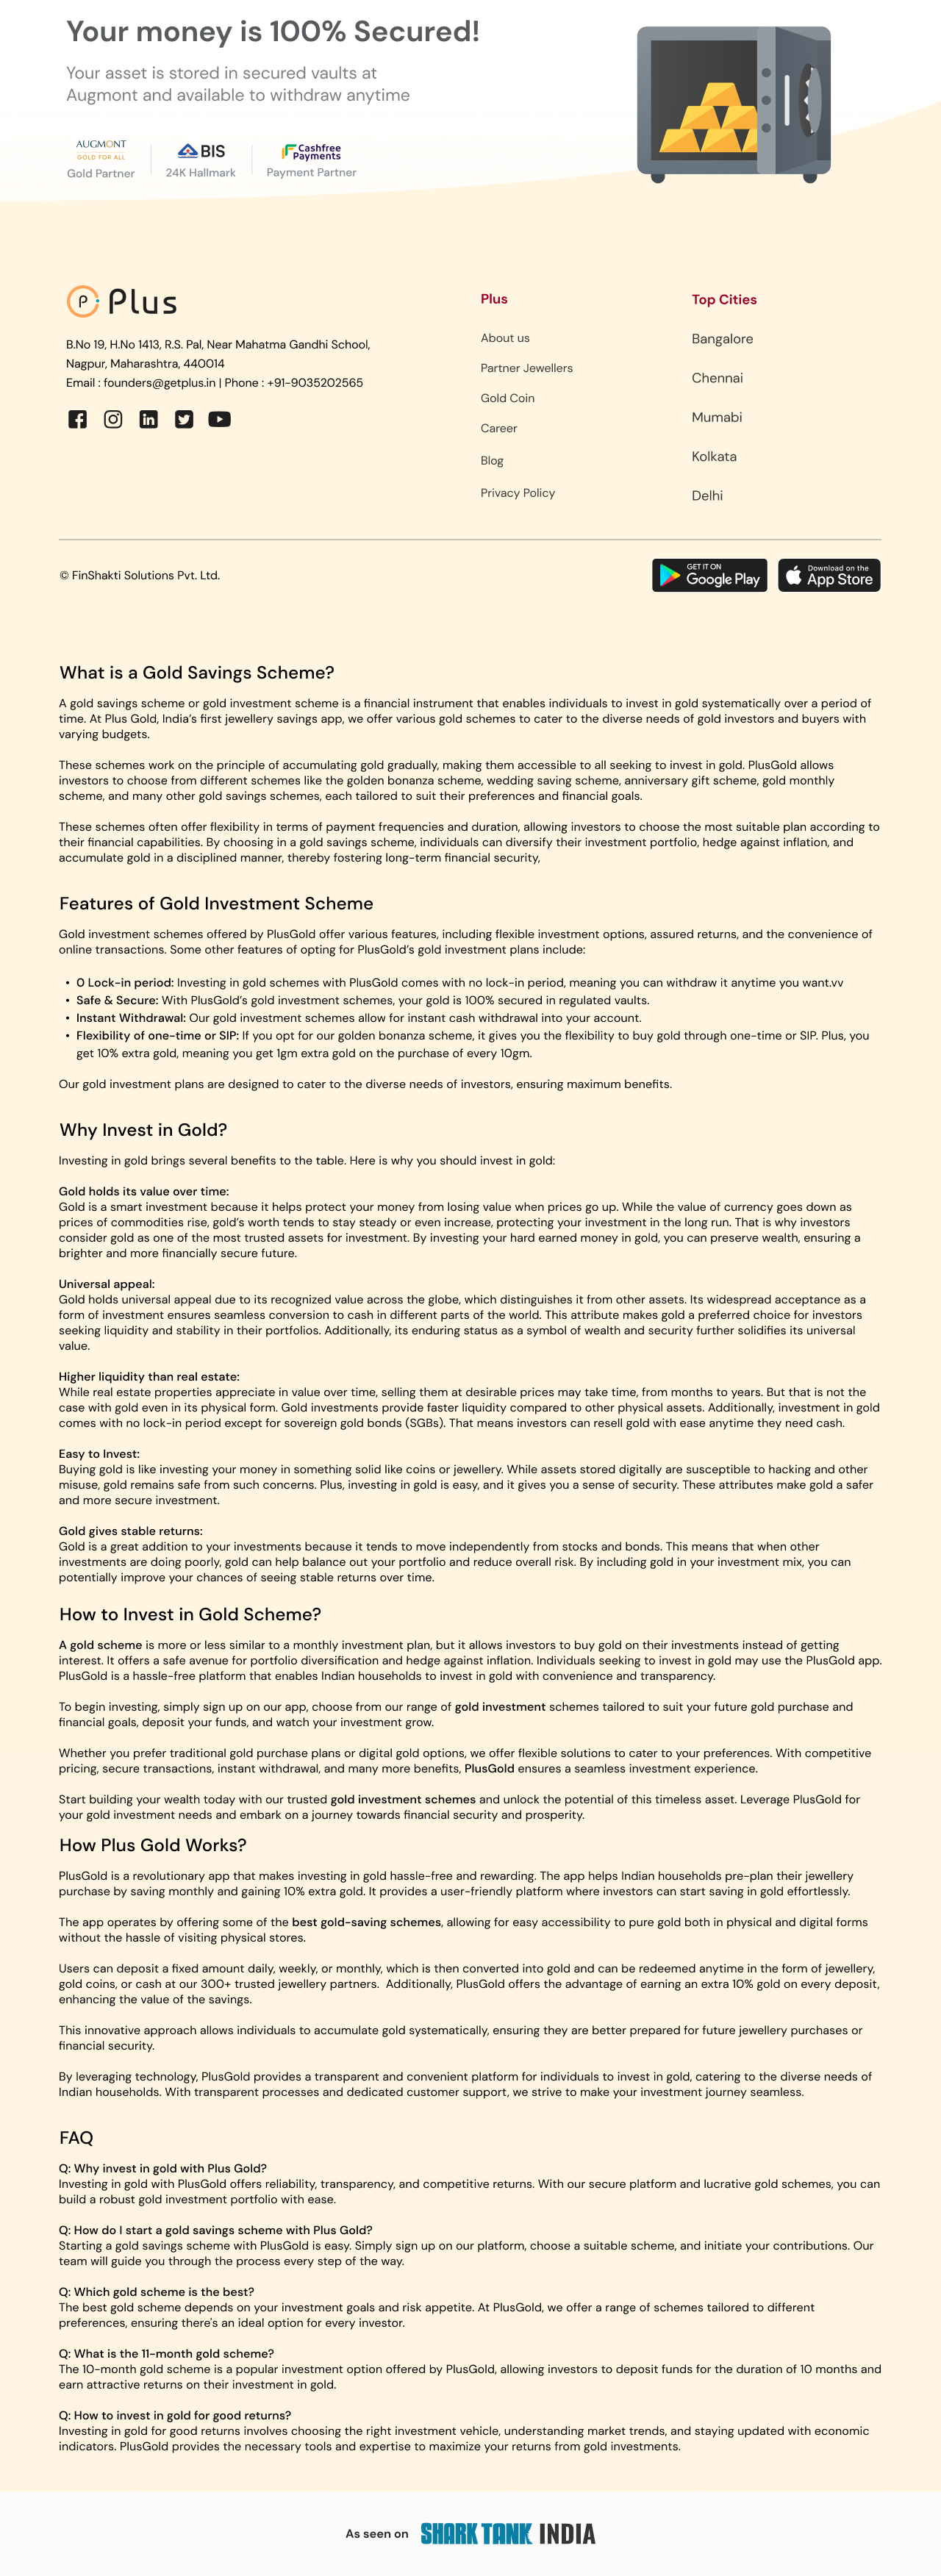 Your money is 100% Secured!
Your asset is stored in secured vaults at
Augmont and available to withdraw anytime
AUGMONT
GOLD FOR ALL
Gold Partner
BIS
24K Hallmark
Cashfree
Payments
Payment Partner
P Plus
B.No 19, H.No 1413, R.S. Pal, Near Mahatma Gandhi School,
Nagpur, Maharashtra, 440014
Email : founders@getplus.in | Phone : +91-9035202565
Plus
About us
Partner Jewellers
Gold Coin
Career
Blog
Privacy Policy
Top Cities
Bangalore
Chennai
Mumabi
Kolkata
Delhi
© FinShakti Solutions Pvt. Ltd.
GET IT ON
Google Play
Download on the
App Store
What is a Gold Savings Scheme?
A gold savings scheme or gold investment scheme is a financial instrument that enables individuals to invest in gold systematically over a period of
time. At Plus Gold, India's first jewellery savings app, we offer various gold schemes to cater to the diverse needs of gold investors and buyers with
varying budgets.
These schemes work on the principle of accumulating gold gradually, making them accessible to all seeking to invest in gold. PlusGold allows
investors to choose from different schemes like the golden bonanza scheme, wedding saving scheme, anniversary gift scheme, gold monthly
scheme, and many other gold savings schemes, each tailored to suit their preferences and financial goals.
These schemes often offer flexibility in terms of payment frequencies and duration, allowing investors to choose the most suitable plan according to
their financial capabilities. By choosing in a gold savings scheme, individuals can diversify their investment portfolio, hedge against inflation, and
accumulate gold in a disciplined manner, thereby fostering long-term financial security,
Features of Gold Investment Scheme
Gold investment schemes offered by PlusGold offer various features, including flexible investment options, assured returns, and the convenience of
online transactions. Some other features of opting for PlusGold's gold investment plans include:
• 0 Lock-in period: Investing in gold schemes with PlusGold comes with no lock-in period, meaning you can withdraw it anytime you want.vv
• Safe & Secure: With PlusGold's gold investment schemes, your gold is 100% secured in regulated vaults.
• Instant Withdrawal: Our gold investment schemes allow for instant cash withdrawal into your account.
• Flexibility of one-time or SIP: If you opt for our golden bonanza scheme, it gives you the flexibility to buy gold through one-time or SIP. Plus, you
get 10% extra gold, meaning you get 1gm extra gold on the purchase of every 10gm.
Our gold investment plans are designed to cater to the diverse needs of investors, ensuring maximum benefits.
Why Invest in Gold?
Investing in gold brings several benefits to the table. Here is why you should invest in gold:
Gold holds its value over time:
Gold is a smart investment because it helps protect your money from losing value when prices go up. While the value of currency goes down as
prices of commodities rise, gold's worth tends to stay steady or even increase, protecting your investment in the long run. That is why investors
consider gold as one of the most trusted assets for investment. By investing your hard earned money in gold, you can preserve wealth, ensuring a
brighter and more financially secure future.
Universal appeal:
Gold holds universal appeal due to its recognized value across the globe, which distinguishes it from other assets. Its widespread acceptance as a
form of investment ensures seamless conversion to cash in different parts of the world. This attribute makes gold a preferred choice for investors
seeking liquidity and stability in their portfolios. Additionally, its enduring status as a symbol of wealth and security further solidifies its universal
value.
Higher liquidity than real estate:
While real estate properties appreciate in value over time, selling them at desirable prices may take time, from months to years. But that is not the
case with gold even in its physical form. Gold investments provide faster liquidity compared to other physical assets. Additionally, investment in gold
comes with no lock-in period except for sovereign gold bonds (SGBs). That means investors can resell gold with ease anytime they need cash.
Easy to Invest:
Buying gold is like investing your money in something solid like coins or jewellery. While assets stored digitally are susceptible to hacking and other
misuse, gold remains safe from such concerns. Plus, investing in gold is easy, and it gives you a sense of security. These attributes make gold a safer
and more secure investment.
Gold gives stable returns:
Gold is a great addition to your investments because it tends to move independently from stocks and bonds. This means that when other
investments are doing poorly, gold can help balance out your portfolio and reduce overall risk. By including gold in your investment mix, you can
potentially improve your chances of seeing stable returns over time.
How to Invest in Gold Scheme?
A gold scheme is more or less similar to a monthly investment plan, but it allows investors to buy gold on their investments instead of getting
interest. It offers a safe avenue for portfolio diversification and hedge against inflation. Individuals seeking to invest in gold may use the PlusGold app.
PlusGold is a hassle-free platform that enables Indian households to invest in gold with convenience and transparency.
To begin investing, simply sign up on our app, choose from our range of gold investment schemes tailored to suit your future gold purchase and
financial goals, deposit your funds, and watch your investment grow.
Whether you prefer traditional gold purchase plans or digital gold options, we offer flexible solutions to cater to your preferences. With competitive
pricing, secure transactions, instant withdrawal, and many more benefits, PlusGold ensures a seamless investment experience.
Start building your wealth today with our trusted gold investment schemes and unlock the potential of this timeless asset. Leverage PlusGold for
your gold investment needs and embark on a journey towards financial security and prosperity.
How Plus Gold Works?
PlusGold is a revolutionary app that makes investing in gold hassle-free and rewarding. The app helps Indian households pre-plan their jewellery
purchase by saving monthly and gaining 10% extra gold. It provides a user-friendly platform where investors can start saving in gold effortlessly.
The app operates by offering some of the best gold-saving schemes, allowing for easy accessibility to pure gold both in physical and digital forms
without the hassle of visiting physical stores.
Users can deposit a fixed amount daily, weekly, or monthly, which is then converted into gold and can be redeemed anytime in the form of jewellery,
gold coins, or cash at our 300+ trusted jewellery partners. Additionally, PlusGold offers the advantage of earning an extra 10% gold on every deposit,
enhancing the value of the savings.
This innovative approach allows individuals to accumulate gold systematically, ensuring they are better prepared for future jewellery purchases or
financial security.
By leveraging technology, PlusGold provides a transparent and convenient platform for individuals to invest in gold, catering to the diverse needs of
Indian households. With transparent processes and dedicated customer support, we strive to make your investment journey seamless.
FAQ
Q: Why invest in gold with Plus Gold?
Investing in gold with PlusGold offers reliability, transparency, and competitive returns. With our secure platform and lucrative gold schemes, you can
build a robust gold investment portfolio with ease.
Q: How do I start a gold savings scheme with Plus Gold?
Starting a gold savings scheme with PlusGold is easy. Simply sign up on our platform, choose a suitable scheme, and initiate your contributions. Our
team will guide you through the process every step of the way.
Q: Which gold scheme is the best?
The best gold scheme depends on your investment goals and risk appetite. At PlusGold, we offer a range of schemes tailored to different
preferences, ensuring there's an ideal option for every investor.
Q: What is the 11-month gold scheme?
The 10-month gold scheme is a popular investment option offered by PlusGold, allowing investors to deposit funds for the duration of 10 months and
earn attractive returns on their investment in gold.
Q: How to invest in gold for good returns?
Investing in gold for good returns involves choosing the right investment vehicle, understanding market trends, and staying updated with economic
indicators. PlusGold provides the necessary tools and expertise to maximize your returns from gold investments.
As seen on SHARK TANK INDIA